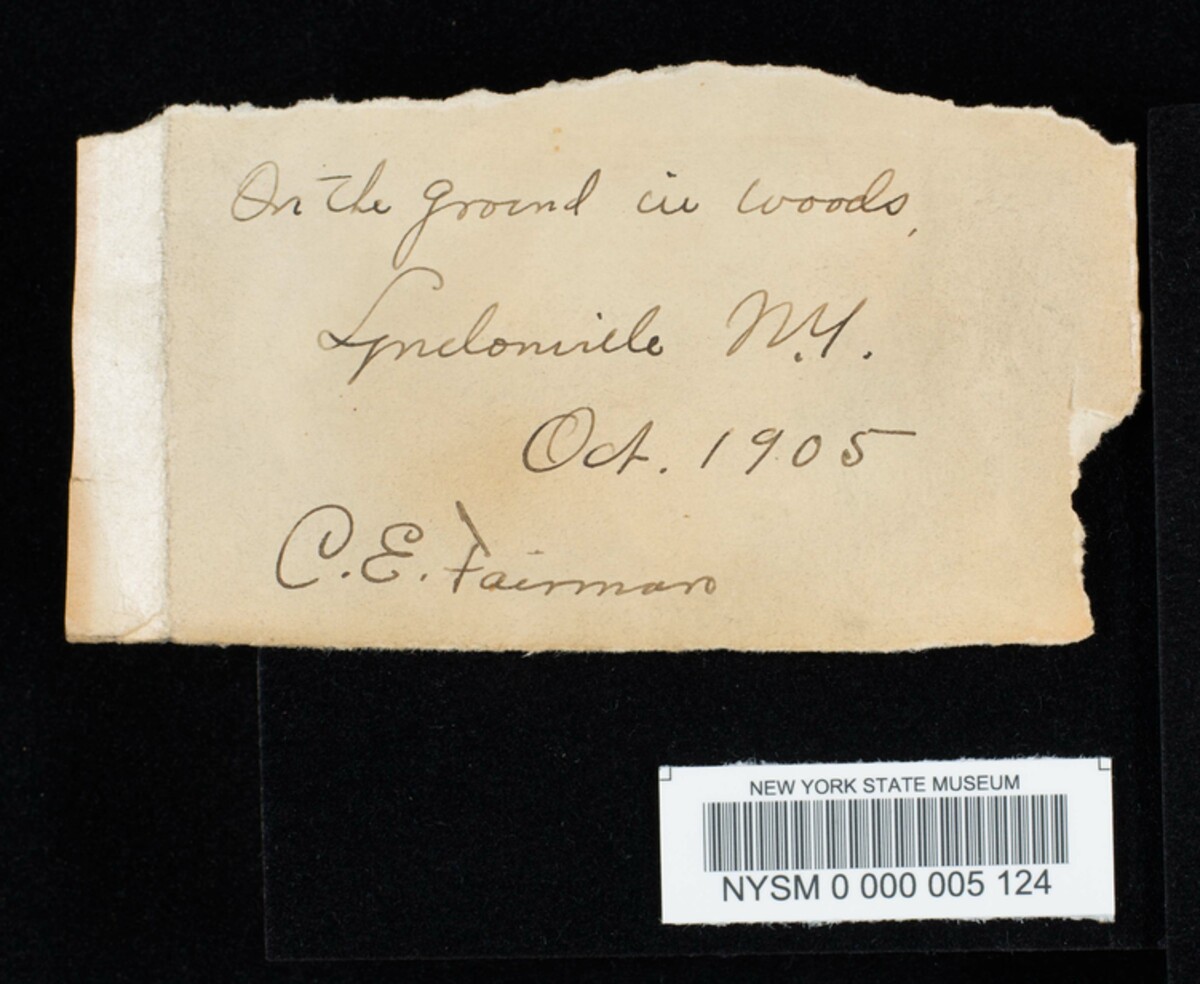 On the ground in woods,
Lyndonville N.Y.
Oct. 1905
C. E. Fairman
NEW YORK STATE MUSEUM
NYSM 0 000 005 124